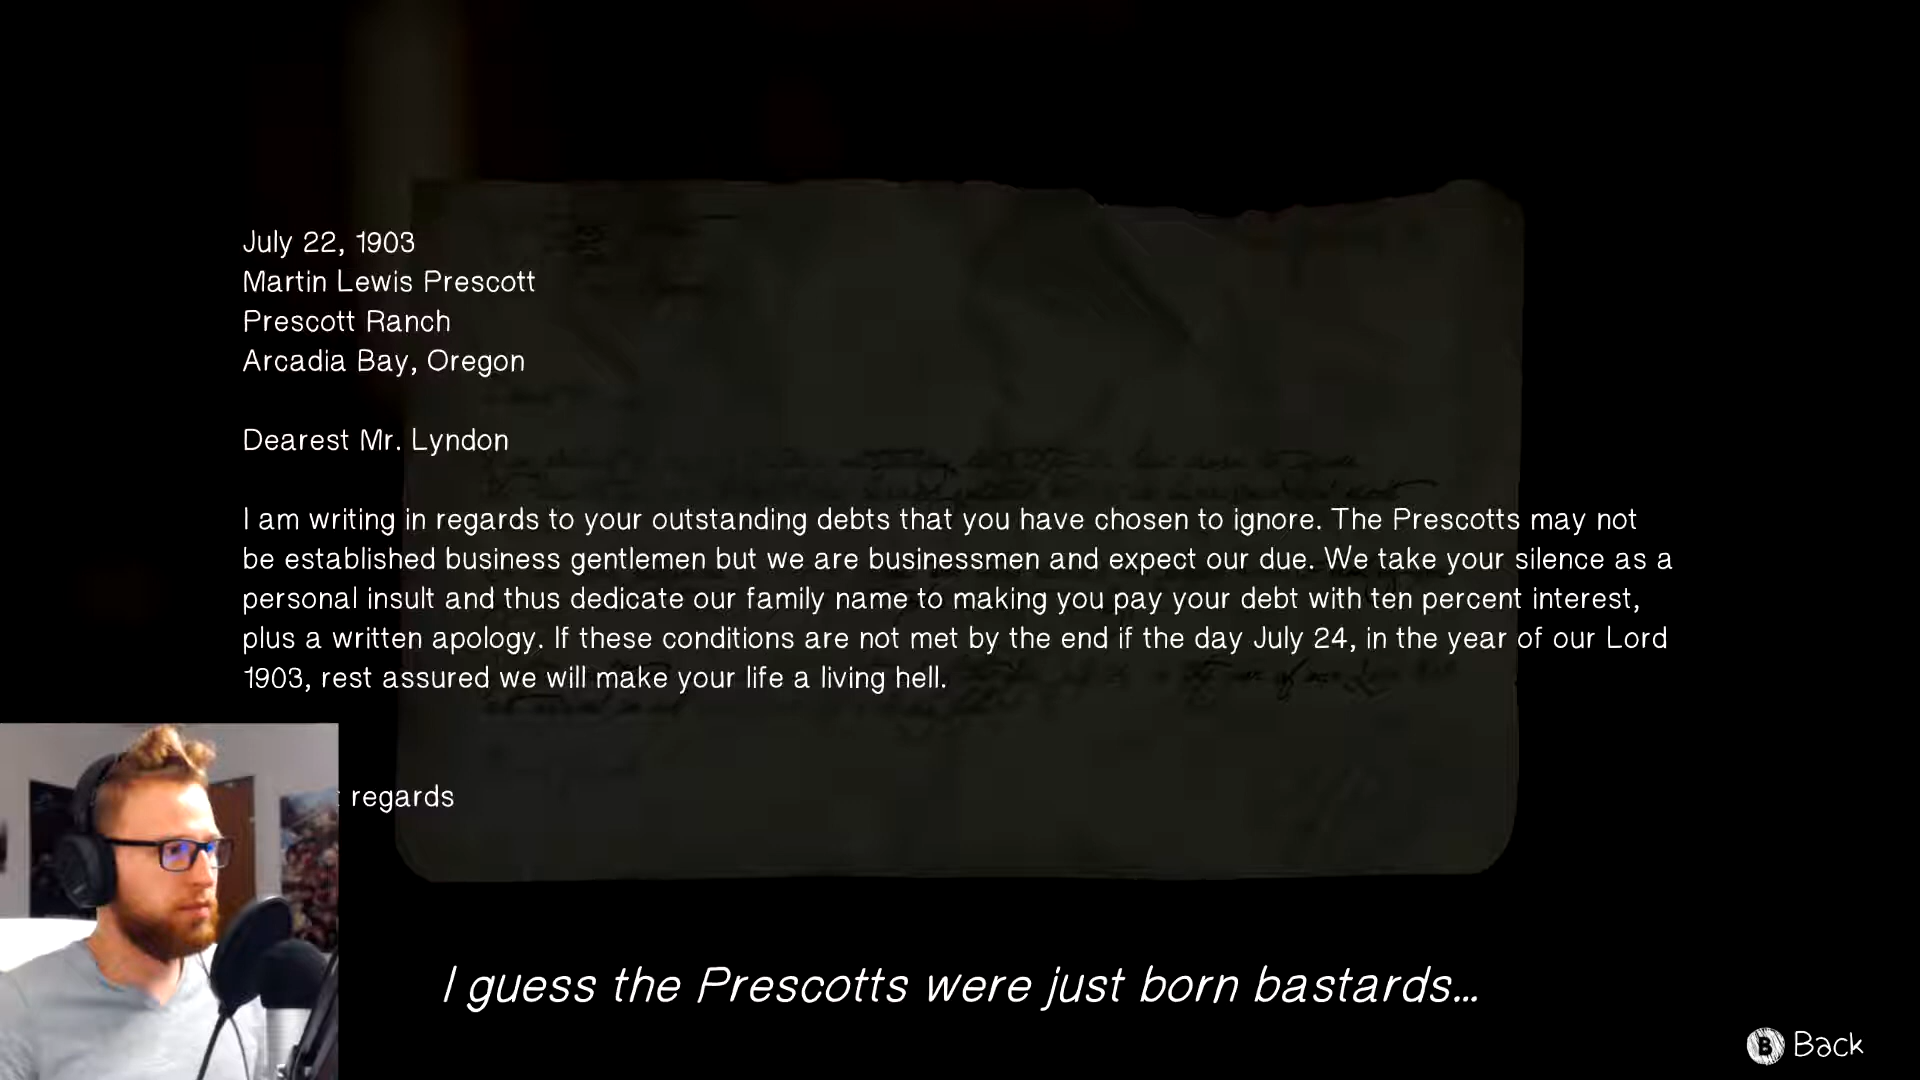 July 22, 1903
Martin Lewis Prescott
Prescott Ranch
Arcadia Bay, Oregon
Dearest Mr. Lyndon
I am writing in regards to your outstanding debts that you have chosen to ignore. The Prescotts may not
be established business gentlemen but we are businessmen and expect our due. We take your silence as a
personal insult and thus dedicate our family name to making you pay your debt with ten percent interest,
plus a written apology. If these conditions are not met by the end if the day July 24, in the year of our Lord
1903, rest assured we will make your life a living hell.
regards
I guess the Prescotts were just born bastards...
B Back